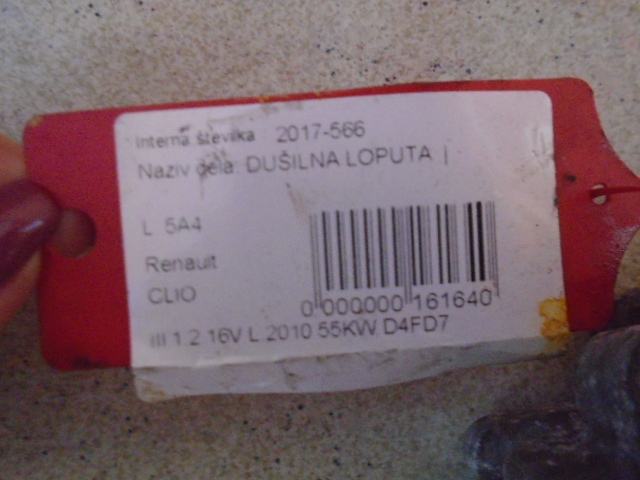 Interna številka 2017-566
Naziv dela: DUŠILNA LOPUTA |
L 5A4
Renault
CLIO
0 000000 161640
III 1.2 16V L.2010 55KW D4FD7